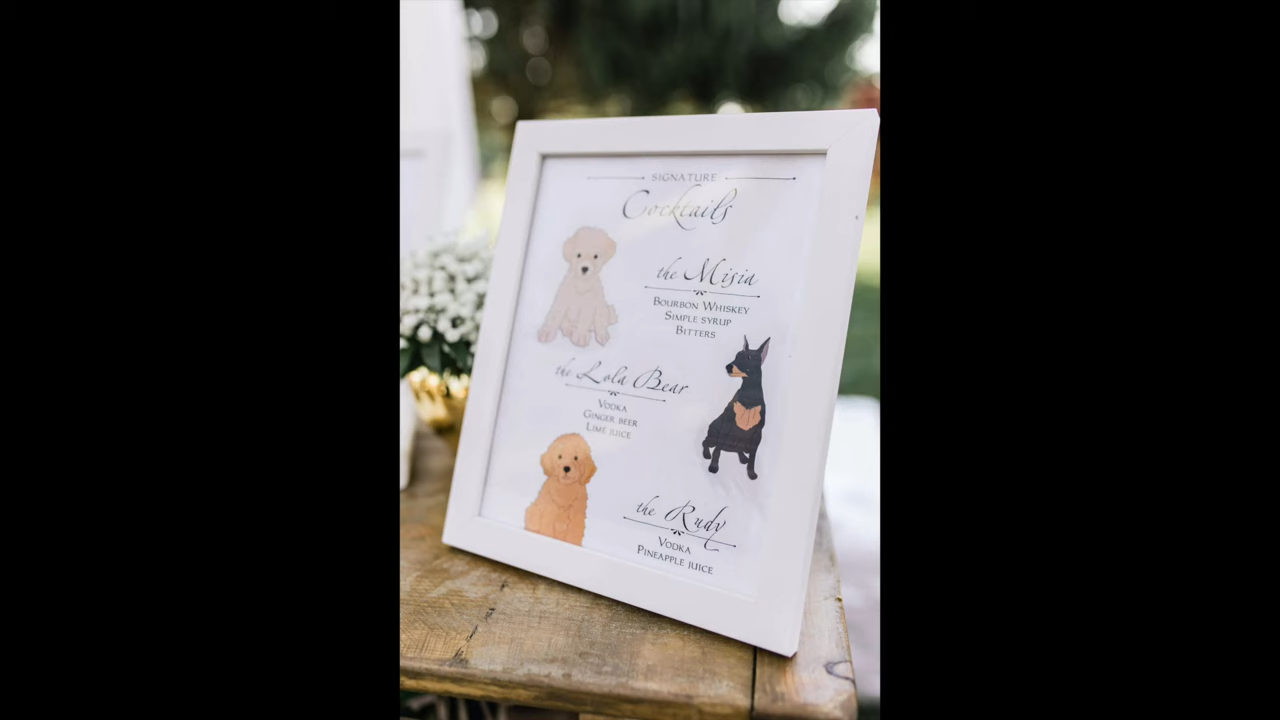 SIGNATURE
Cocktails
the Misia
BOURBON WHISKEY
SIMPLE SYRUP
BITTERS
the Lola Bear
VODKA
GINGER BEER
LIME JUICE
the Rudy
VODKA
PINEAPPLE JUICE